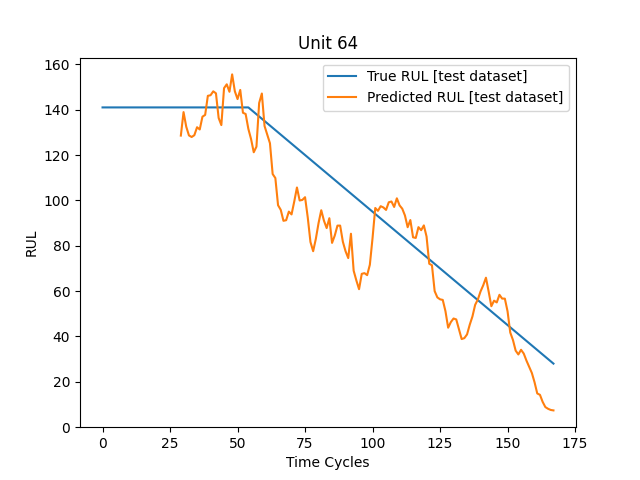 Unit 64
True RUL [test dataset]
Predicted RUL [test dataset]
160
140
120
100
80
60
40
20
0
RUL
0 25 50 75 100 125 150 175
Time Cycles